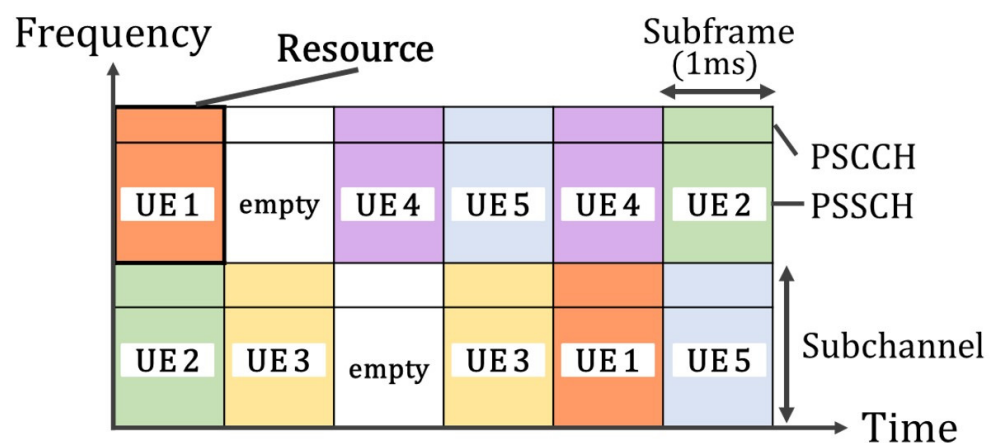 Frequency
Resource
Subframe
(1ms)
PSCCH
UE 1
empty
UE 4
UE 5
UE 4
UE 2
PSSCH
UE 2
UE 3
empty
UE 3
UE 1
UE 5
Subchannel
Time